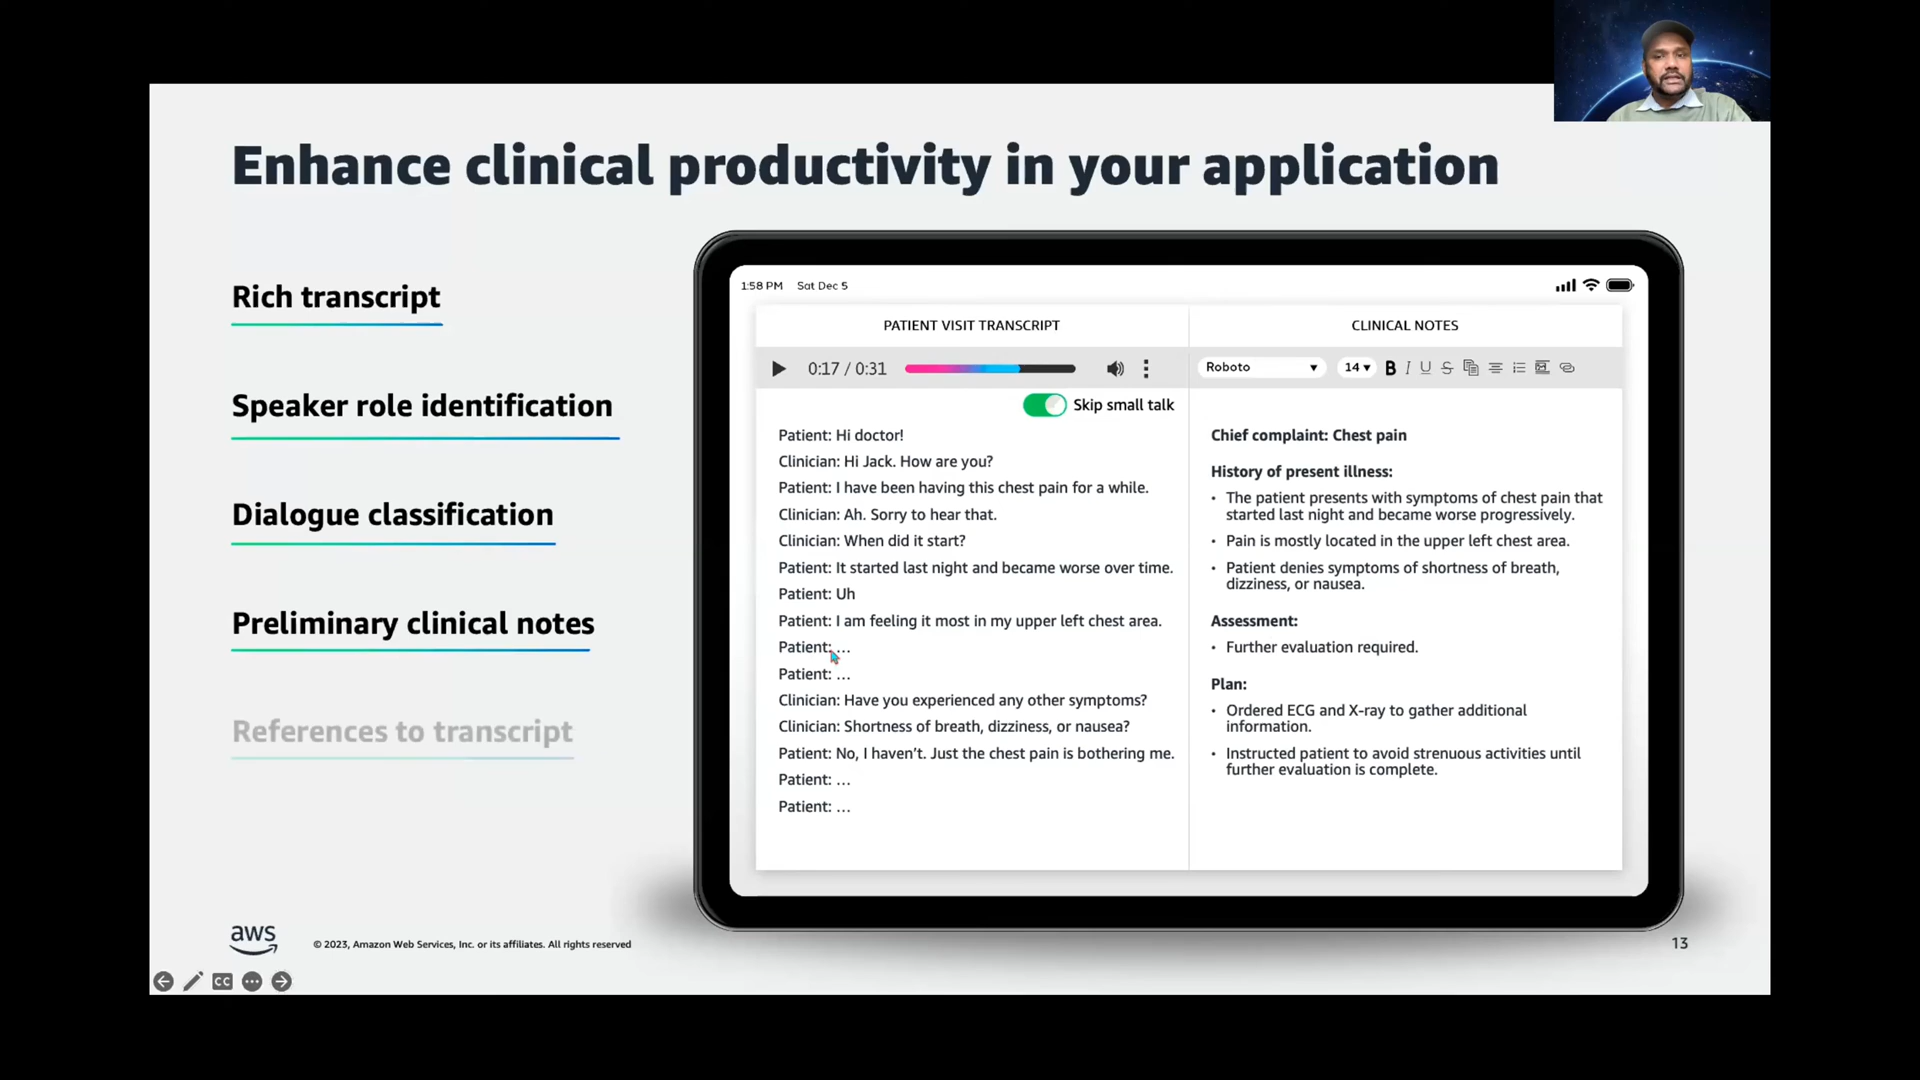 Enhance clinical productivity in your application
Rich transcript
Speaker role identification
Dialogue classification
Preliminary clinical notes
References to transcript
1:58 PM Sat Dec 5
PATIENT VISIT TRANSCRIPT
0:17 / 0:31
Skip small talk
Patient: Hi doctor!
Clinician: Hi Jack. How are you?
Patient: I have been having this chest pain for a while.
Clinician: Ah. Sorry to hear that.
Clinician: When did it start?
Patient: It started last night and became worse over time.
Patient: Uh
Patient: I am feeling it most in my upper left chest area.
Patient: …
Patient: …
Clinician: Have you experienced any other symptoms?
Clinician: Shortness of breath, dizziness, or nausea?
Patient: No, I haven’t. Just the chest pain is bothering me.
Patient: …
Patient: …
CLINICAL NOTES
Roboto 14 B I U S
Chief complaint: Chest pain
History of present illness:
• The patient presents with symptoms of chest pain that
started last night and became worse progressively.
• Pain is mostly located in the upper left chest area.
• Patient denies symptoms of shortness of breath,
dizziness, or nausea.
Assessment:
• Further evaluation required.
Plan:
• Ordered ECG and X-ray to gather additional
information.
• Instructed patient to avoid strenuous activities until
further evaluation is complete.
aws
© 2023, Amazon Web Services, Inc. or its affiliates. All rights reserved
13
CC